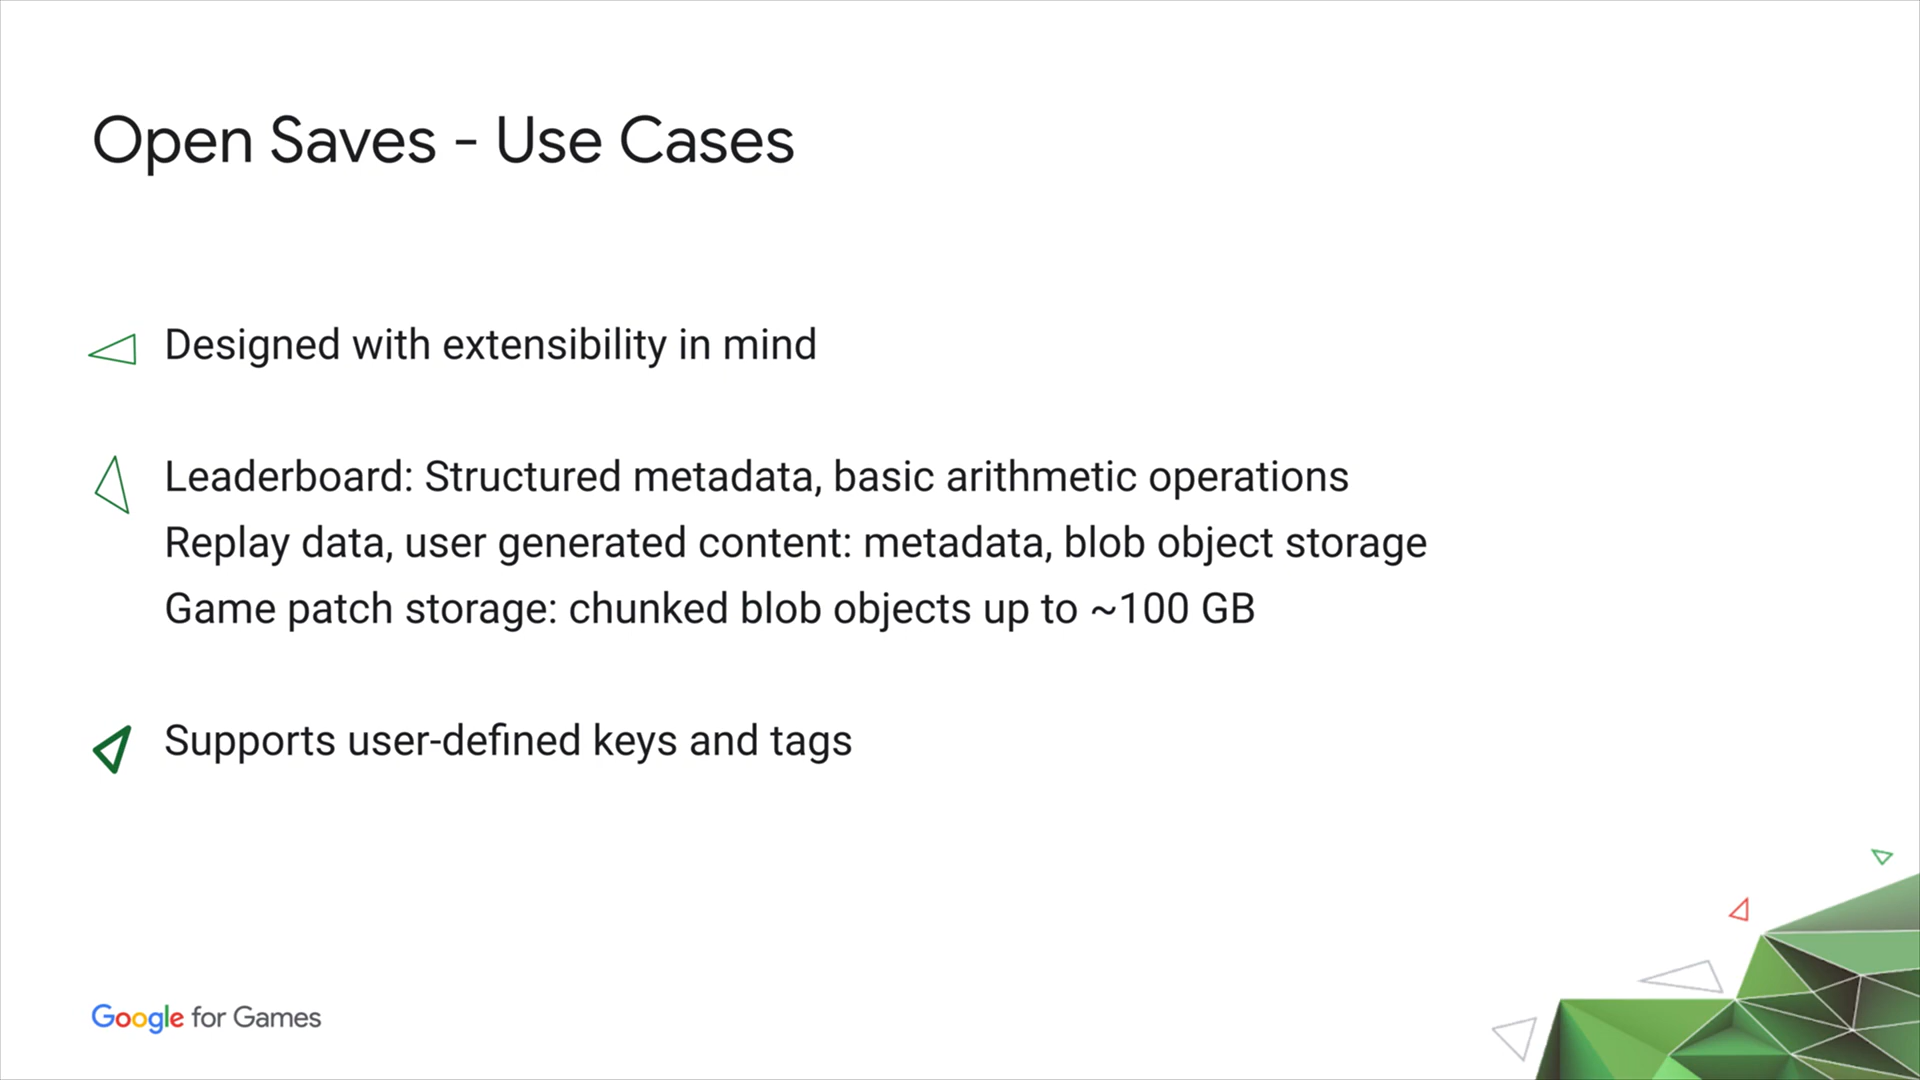 Open Saves - Use Cases
Designed with extensibility in mind
Leaderboard: Structured metadata, basic arithmetic operations
Replay data, user generated content: metadata, blob object storage
Game patch storage: chunked blob objects up to ~100 GB
Supports user-defined keys and tags
Google for Games